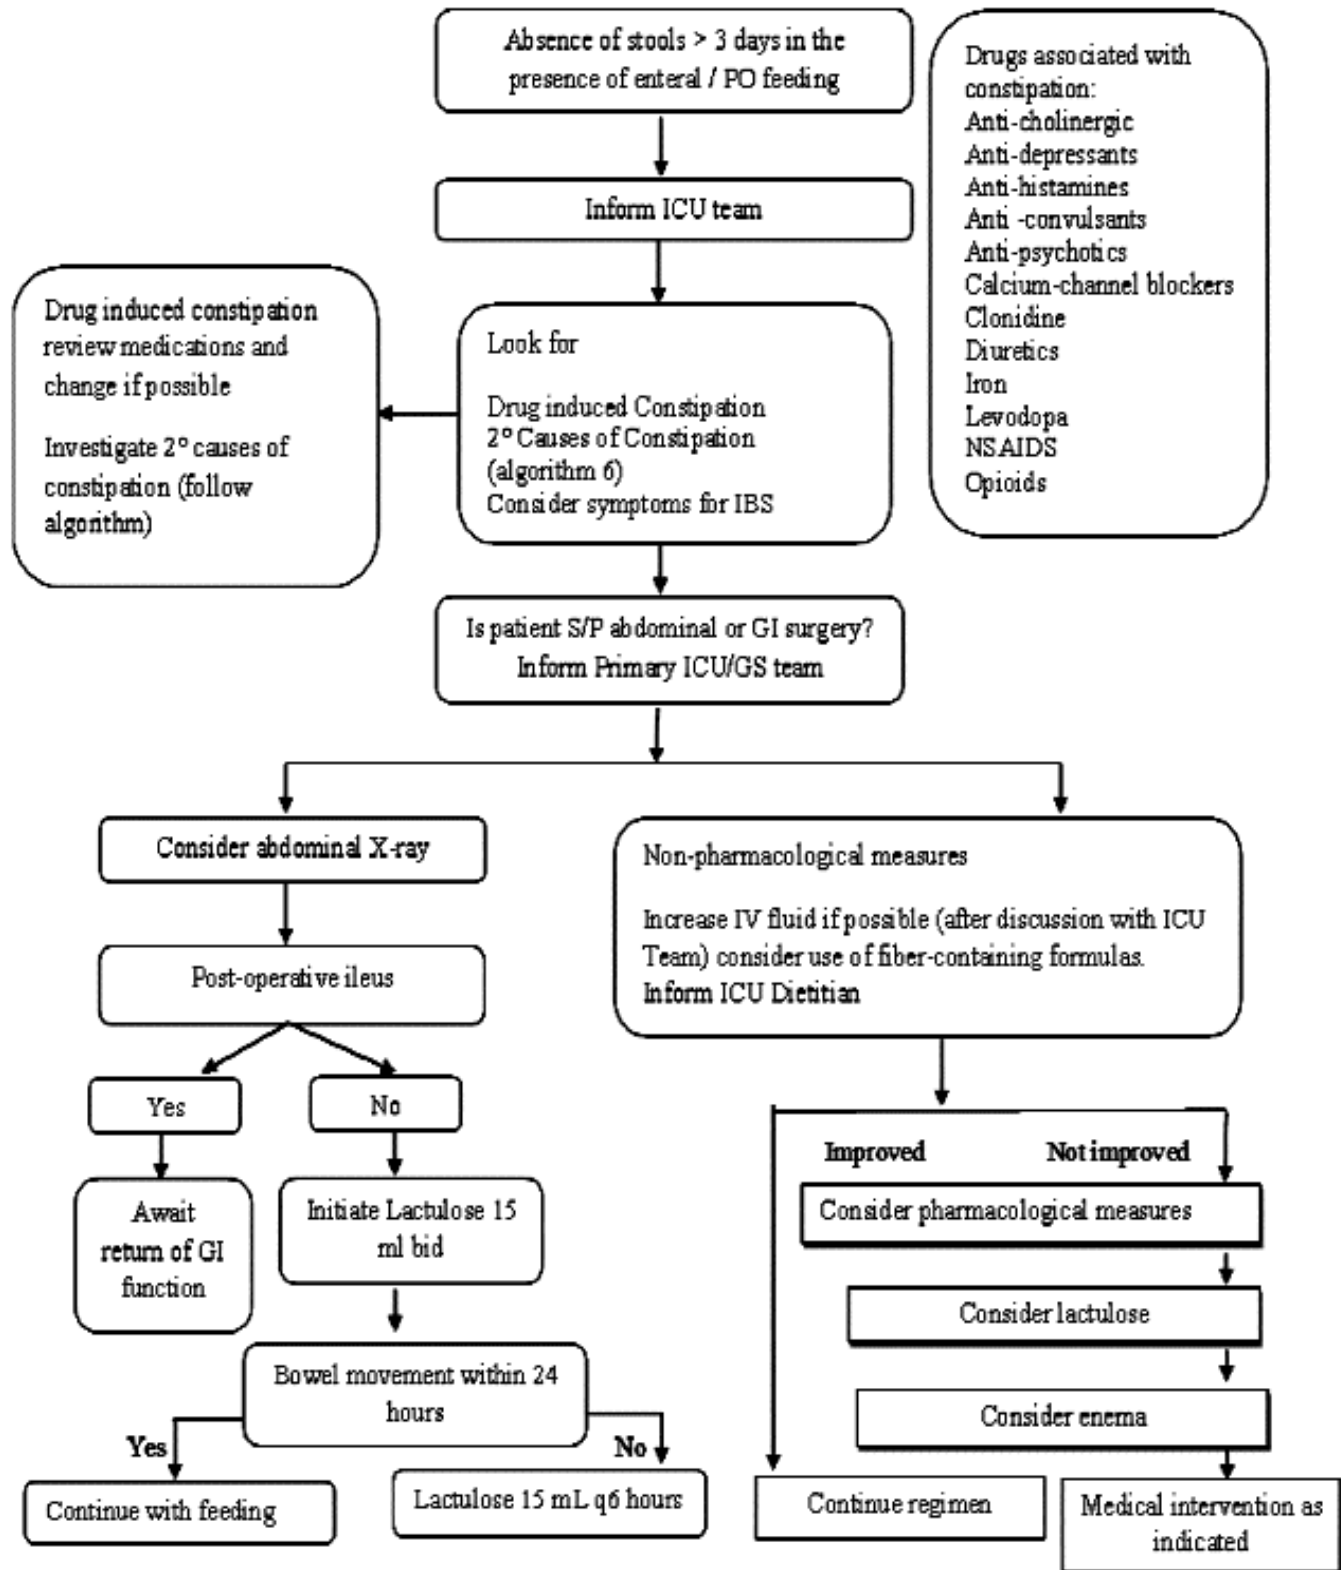 Absence of stools > 3 days in the
presence of enteral / PO feeding
Drugs associated with
constipation:
Anti-cholinergic
Anti-depressants
Anti-histamines
Anti -convulsants
Anti-psychotics
Calcium-channel blockers
Clonidine
Diuretics
Iron
Levodopa
NSAIDS
Opioids
Inform ICU team
Drug induced constipation
review medications and
change if possible
Investigate 2° causes of
constipation (follow
algorithm)
Look for
Drug induced Constipation
2° Causes of Constipation
(algorithm 6)
Consider symptoms for IBS
Is patient S/P abdominal or GI surgery?
Inform Primary ICU/GS team
Consider abdominal X-ray
Post-operative ileus
Yes
No
Await
return of GI
function
Initiate Lactulose 15
ml bid
Bowel movement within 24
hours
Yes
No
Continue with feeding
Lactulose 15 mL q6 hours
Non-pharmacological measures
Increase IV fluid if possible (after discussion with ICU
Team) consider use of fiber-containing formulas.
Inform ICU Dietitian
Improved
Not improved
Consider pharmacological measures
Consider lactulose
Consider enema
Continue regimen
Medical intervention as
indicated